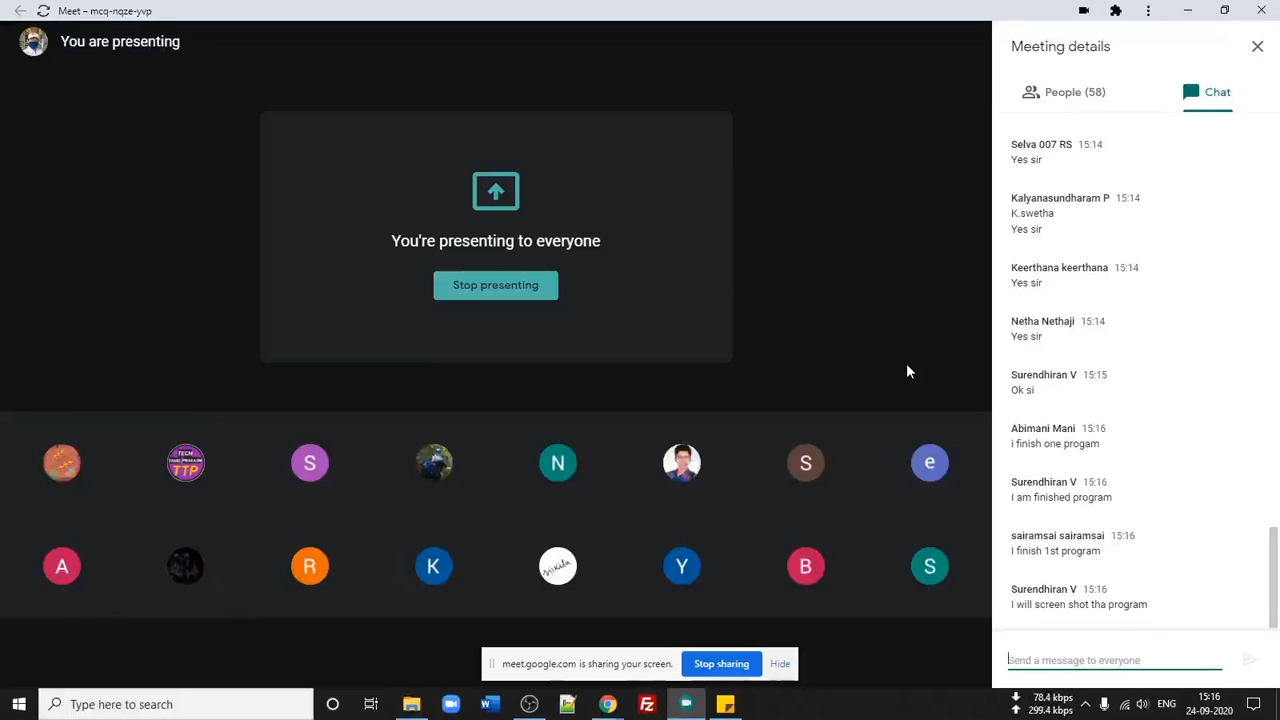 Meet – mcq-nqze-yvp
You are presenting
You're presenting to everyone
Stop presenting
TECH
TTP
S
N
S
e
A
R
K
Nikila
Y
B
S
meet.google.com is sharing your screen.
Stop sharing
Hide
Meeting details
People (58)
Chat
Selva 007 RS 15:14
Yes sir
Kalyanasundharam P 15:14
K.swetha
Yes sir
Keerthana keerthana 15:14
Yes sir
Netha Nethaji 15:14
Yes sir
Surendhiran V 15:15
Ok si
Abimani Mani 15:16
i finish one progam
Surendhiran V 15:16
I am finished program
sairamsai sairamsai 15:16
I finish 1st program
Surendhiran V 15:16
I will screen shot tha program
Send a message to everyone
Type here to search
78.4 kbps
299.4 kbps
ENG
15:16
24-09-2020